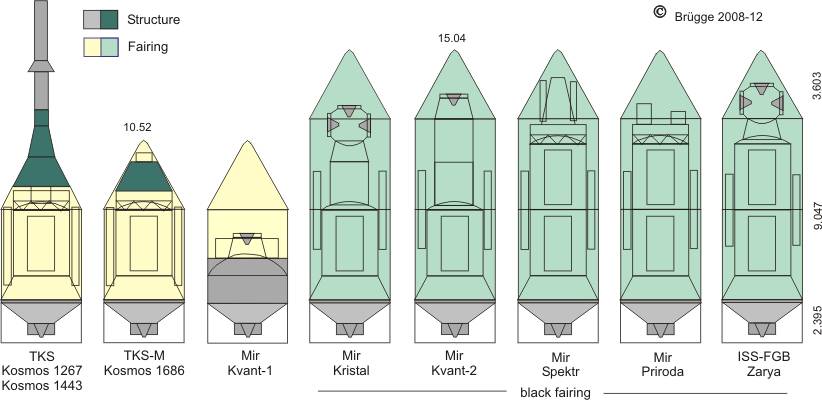 Structure
Fairing
© Brügge 2008-12
10.52
15.04
3.603
9.047
2.395
TKS
Kosmos 1267
Kosmos 1443
TKS-M
Kosmos 1686
Mir
Kvant-1
Mir
Kristal
Mir
Kvant-2
Mir
Spektr
Mir
Priroda
ISS-FGB
Zarya
black fairing